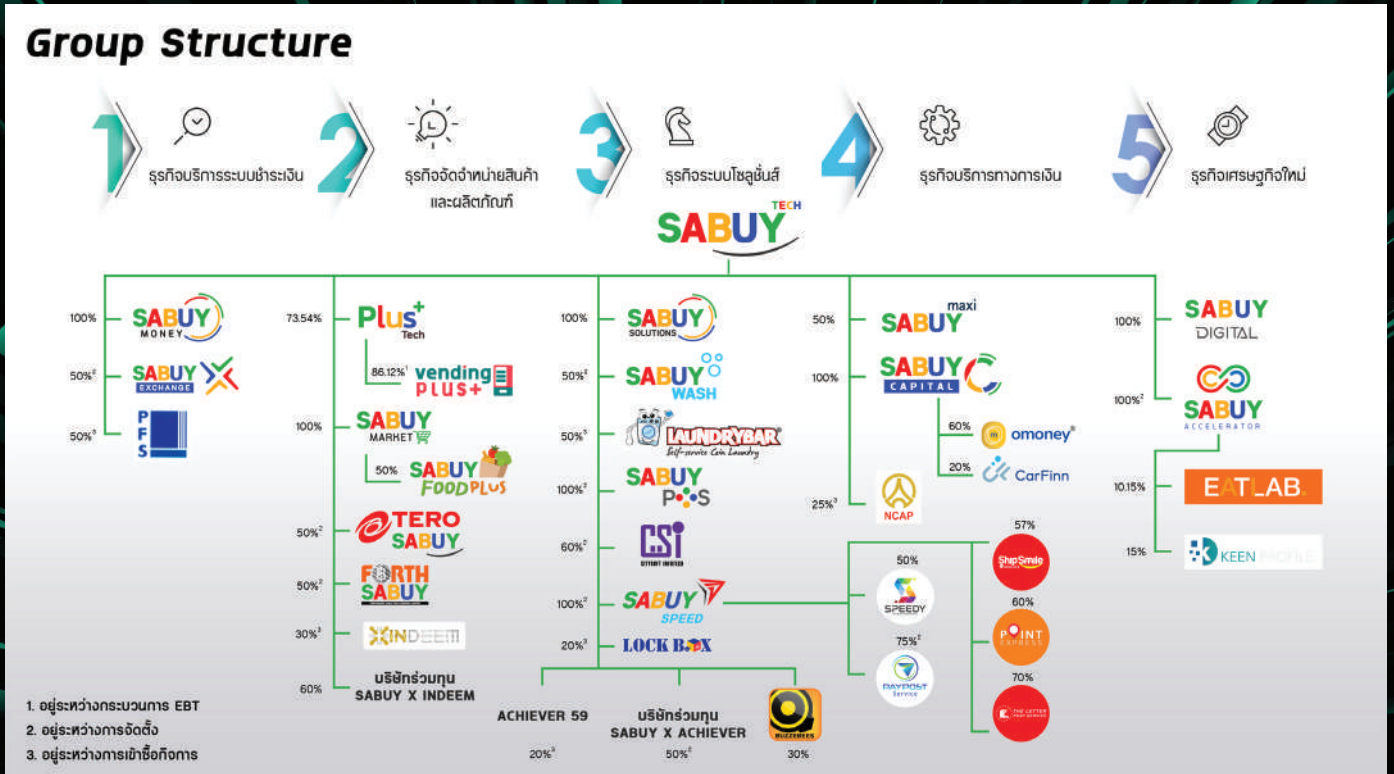 Group Structure
1
ธุรกิจบริการระบบชำระเงิน
2
ธุรกิจจัดจำหน่ายสินค้า
และผลิตภัณฑ์
3
ธุรกิจระบบโซลูชั่นส์
4
ธุรกิจบริการทางการเงิน
5
ธุรกิจเศรษฐกิจใหม่
SABUY TECH
100%
SABUY
MONEY
50%²
SABUY
EXCHANGE
50%³
PFS
73.54%
Plus+
Tech
86.12%¹
vending
PLUS+
100%
SABUY
MARKET
50%
SABUY
FOODPLUS
50%²
TERO
SABUY
50%²
FORTH
SABUY
30%³
INDEEM
60%
บริษัทร่วมทุน
SABUY X INDEEM
100%
SABUY
SOLUTIONS
50%²
SABUY
WASH
50%³
LAUNDRYBAR®
Self-service Coin Laundry
100%³
SABUY
POS
60%²
CSi
100%²
SABUY
SPEED
20%³
LOCK BOX
ACHIEVER 59
20%³
บริษัทร่วมทุน
SABUY X ACHIEVER
50%²
BUZZEBEES
30%
50%
SABUY maxi
100%
SABUY
CAPITAL
60%
omoney®
20%
CarFinn
25%³
NCAP
50%
SPEEDY
75%²
PAYPOST
Service
57%
ShipSmile
60%
POINT
EXPRESS
70%
THE LETTER
POST SERVICE
100%
SABUY
DIGITAL
100%²
SABUY
ACCELERATOR
10.15%
EATLAB.
15%
KEEN PROFILE
1. อยู่ระหว่างกระบวนการ EBT
2. อยู่ระหว่างการจัดตั้ง
3. อยู่ระหว่างการเข้าซื้อกิจการ